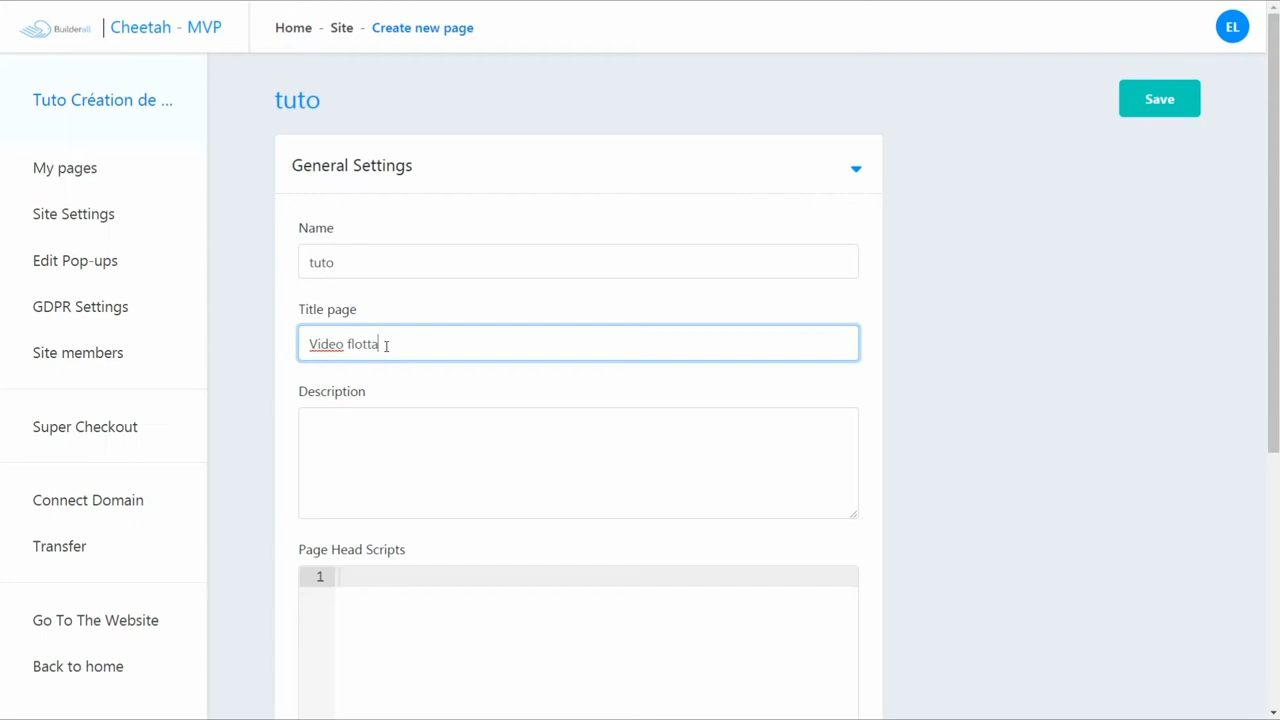 Builderall
Cheetah - MVP
Home - Site - Create new page
EL
Tuto Création de ...
My pages
Site Settings
Edit Pop-ups
GDPR Settings
Site members
Super Checkout
Connect Domain
Transfer
Go To The Website
Back to home
tuto
Save
General Settings
Name
tuto
Title page
Video flotta
Description
Page Head Scripts
1